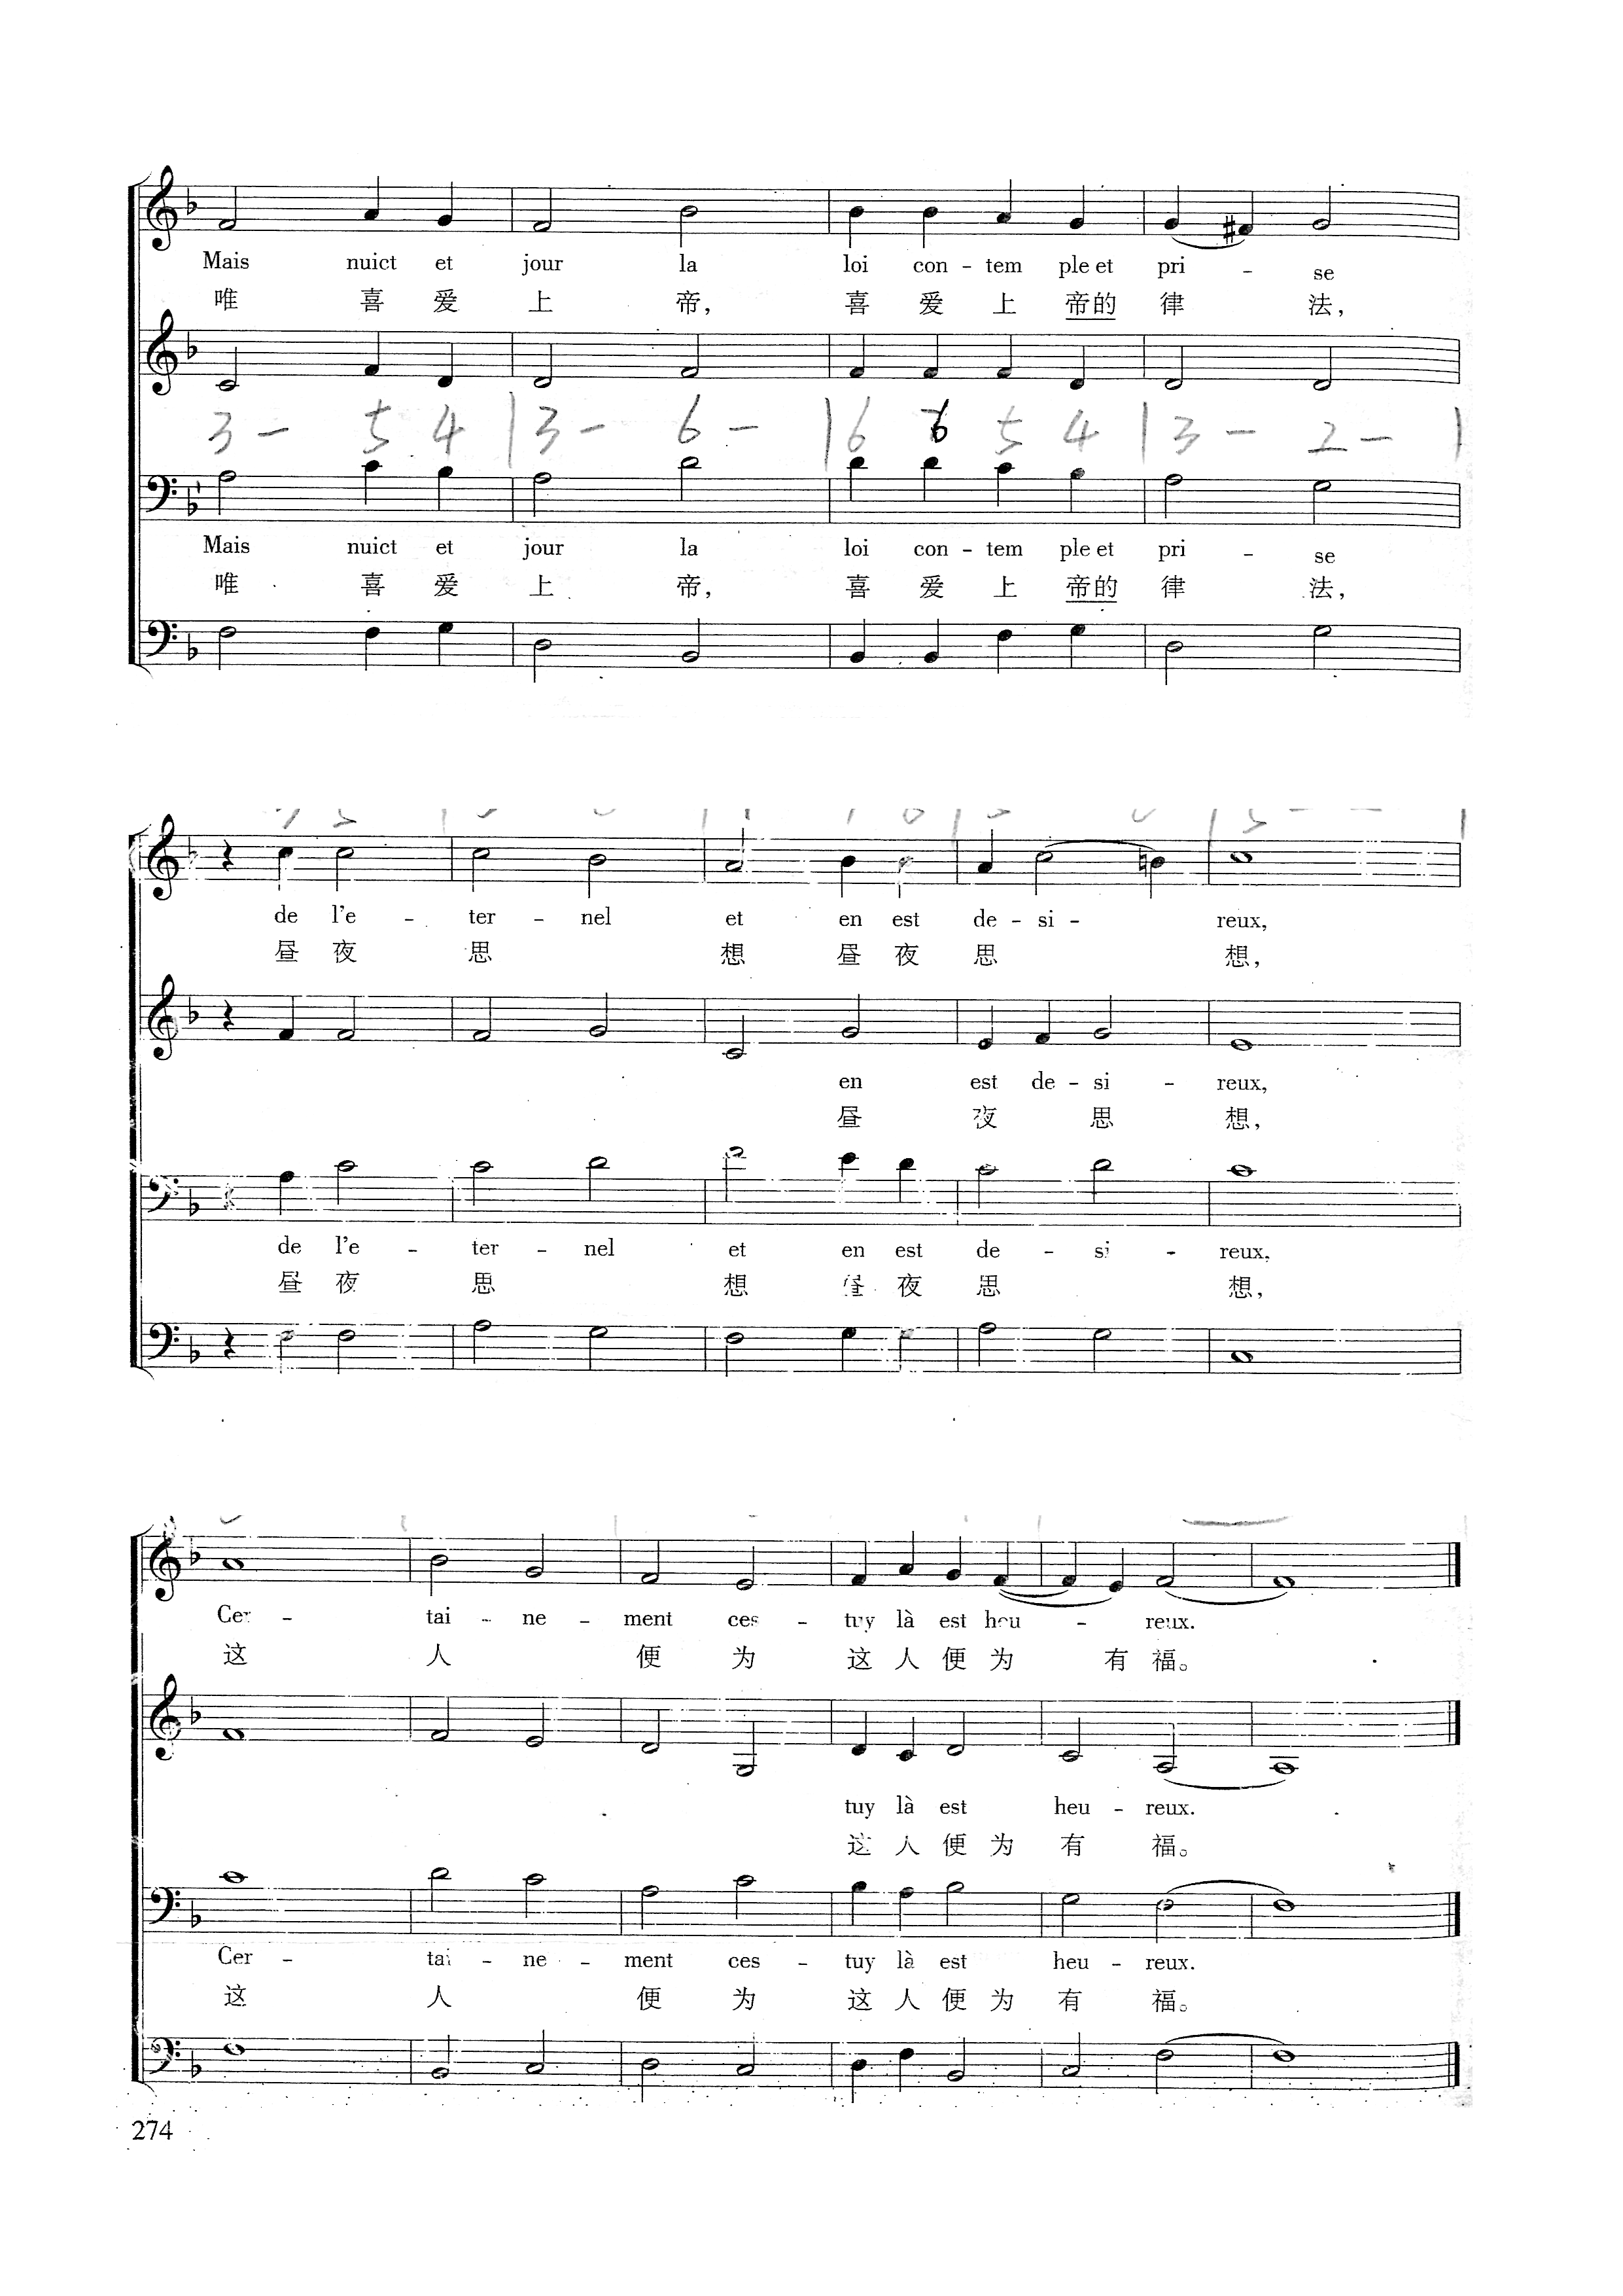 Mais nuict et jour la loi con - tem ple et pri - se
唯 喜 爱 上 帝, 喜 爱 上 帝的 律 法,
3 - 5 4 | 3 - 6 - | 6 6 5 4 | 3 - 2 - |
Mais nuict et jour la loi con - tem ple et pri - se
唯 喜 爱 上 帝, 喜 爱 上 帝的 律 法,
de l'e - ter - nel et en est de - si - reux,
昼 夜 思 想 昼 夜 思 想,
en est de - si - reux,
昼 夜 思 想,
de l'e - ter - nel et en est de - si - reux,
昼 夜 思 想 昼 夜 思 想,
Cer - tai - ne - ment ces - tuy là est heu - reux.
这 人 便 为 这 人 便 为 有 福。
tuy là est heu - reux.
这 人 便 为 有 福。
Cer - tai - ne - ment ces - tuy là est heu - reux.
这 人 便 为 这 人 便 为 有 福。
274